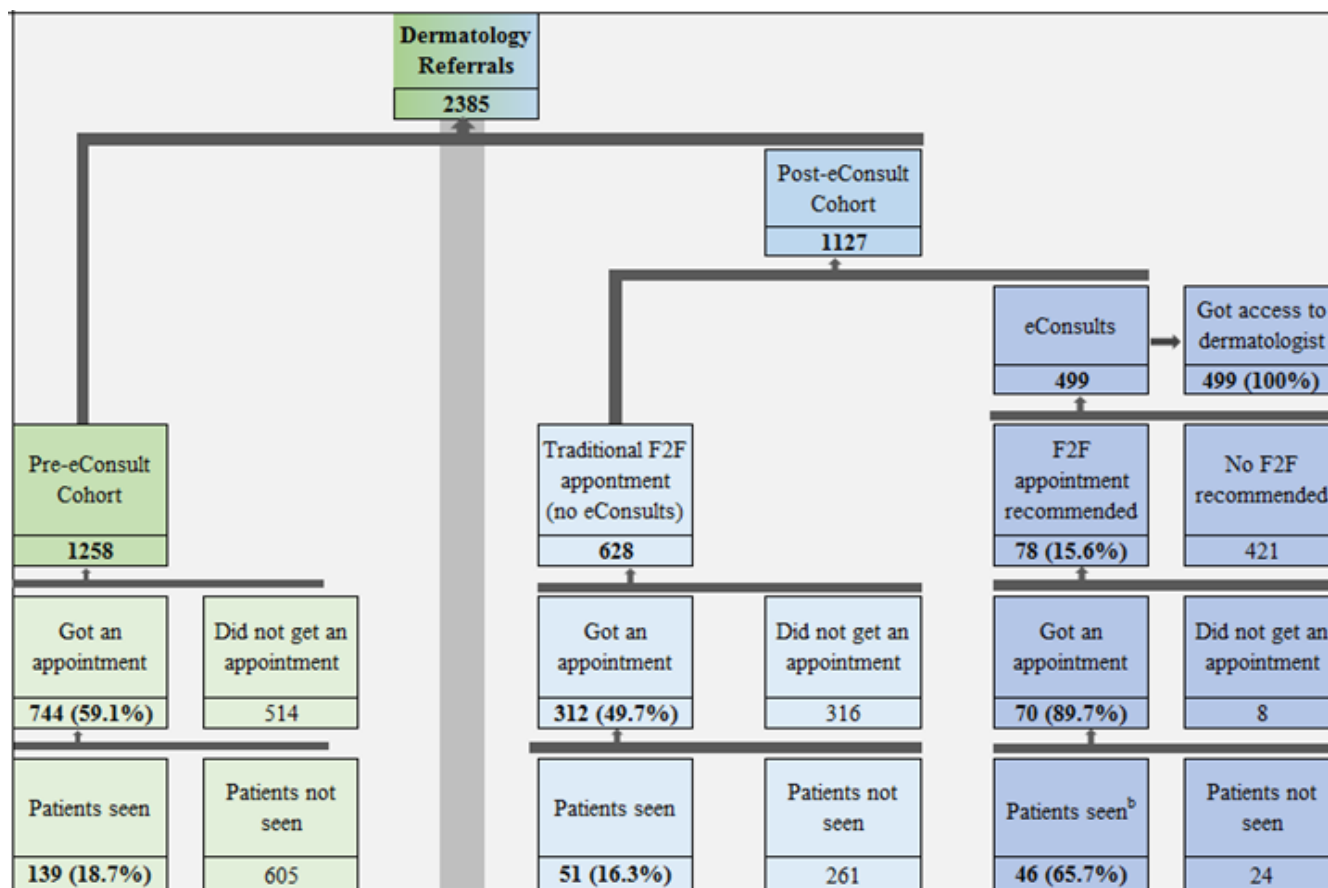 Dermatology
Referrals
2385
Post-eConsult
Cohort
1127
eConsults
499
Got access to
dermatologist
499 (100%)
Pre-eConsult
Cohort
1258
Traditional F2F
appontment
(no eConsults)
628
F2F
appointment
recommended
78 (15.6%)
No F2F
recommended
421
Got an
appointment
744 (59.1%)
Did not get an
appointment
514
Got an
appointment
312 (49.7%)
Did not get an
appointment
316
Got an
appointment
70 (89.7%)
Did not get an
appointment
8
Patients seen
139 (18.7%)
Patients not
seen
605
Patients seen
51 (16.3%)
Patients not
seen
261
Patients seenᵇ
46 (65.7%)
Patients not
seen
24